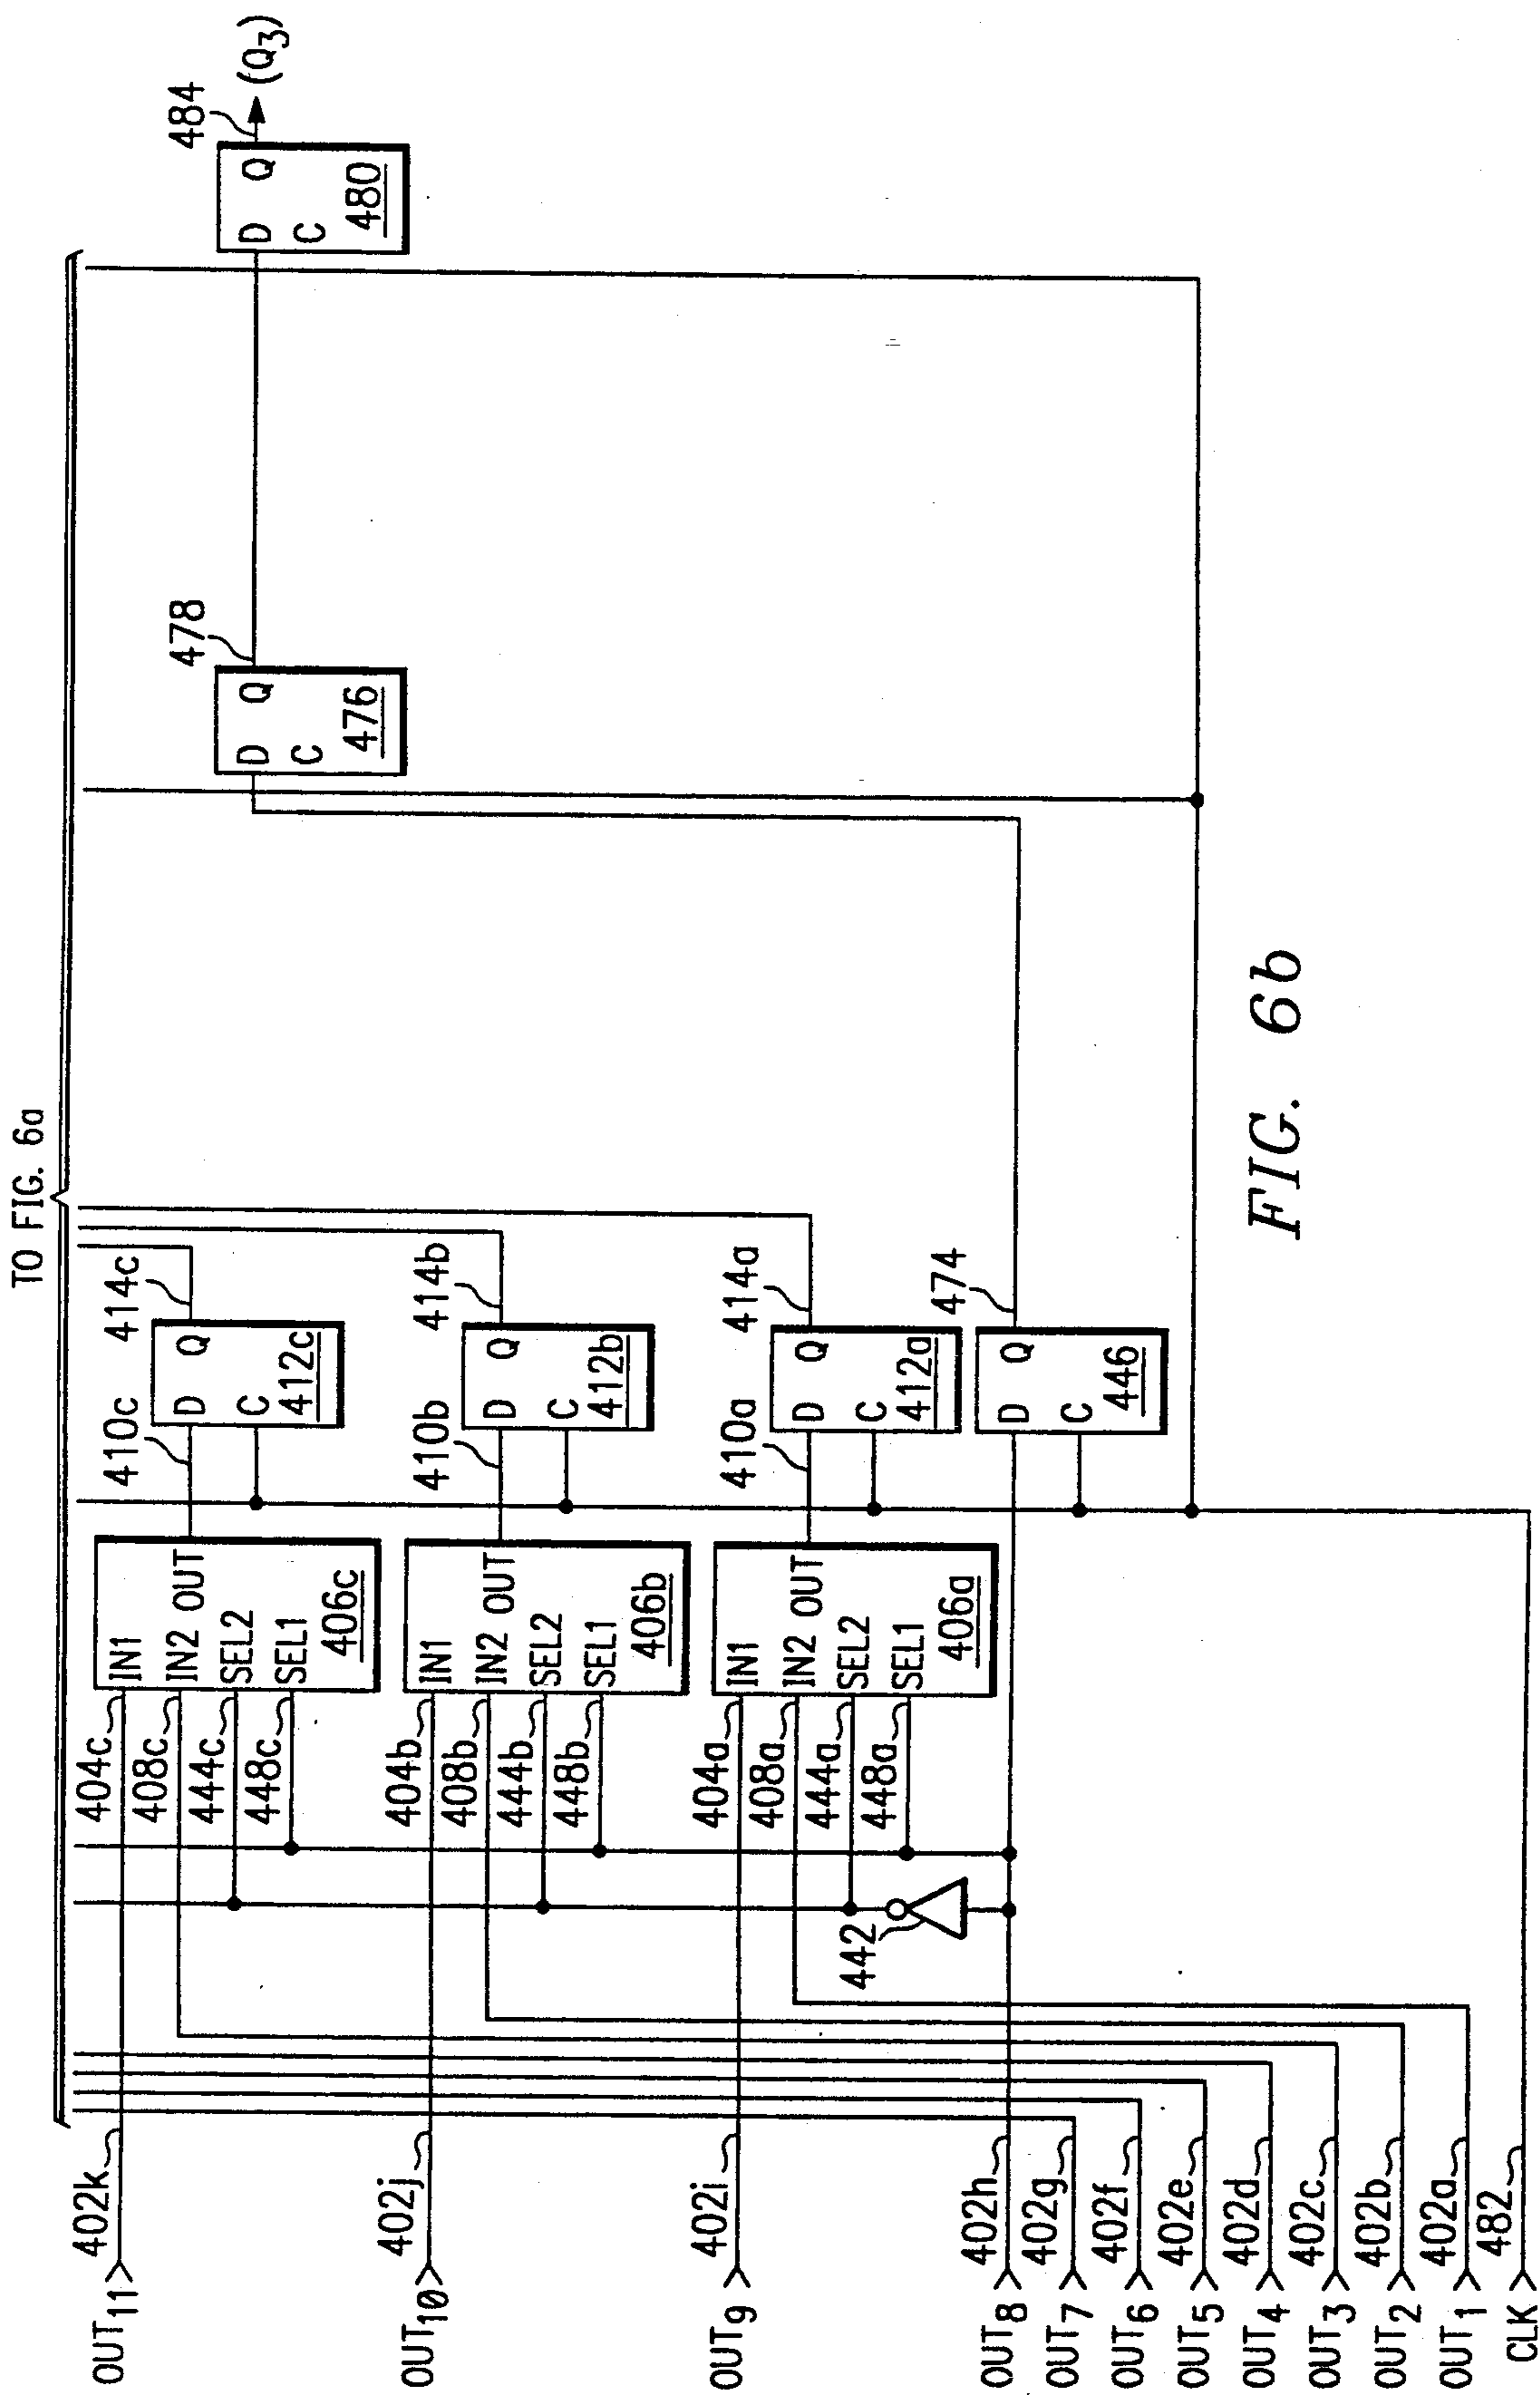 TO FIG. 6a
OUT11
402k
404c
408c
444c
448c
IN1
IN2 OUT
SEL2
SEL1
406c
410c
D Q
C
412c
414c
478
D Q
C
476
484
D Q
C
480
(Q3)
OUT10
402j
404b
408b
444b
448b
IN1
IN2 OUT
SEL2
SEL1
406b
410b
D Q
C
412b
414b
OUT9
402i
404a
408a
444a
448a
IN1
IN2 OUT
SEL2
SEL1
406a
410a
D Q
C
412a
414a
442
D Q
C
446
474
OUT8 402h
OUT7 402g
OUT6 402f
OUT5 402e
OUT4 402d
OUT3 402c
OUT2 402b
OUT1 402a
CLK 482
FIG. 6b